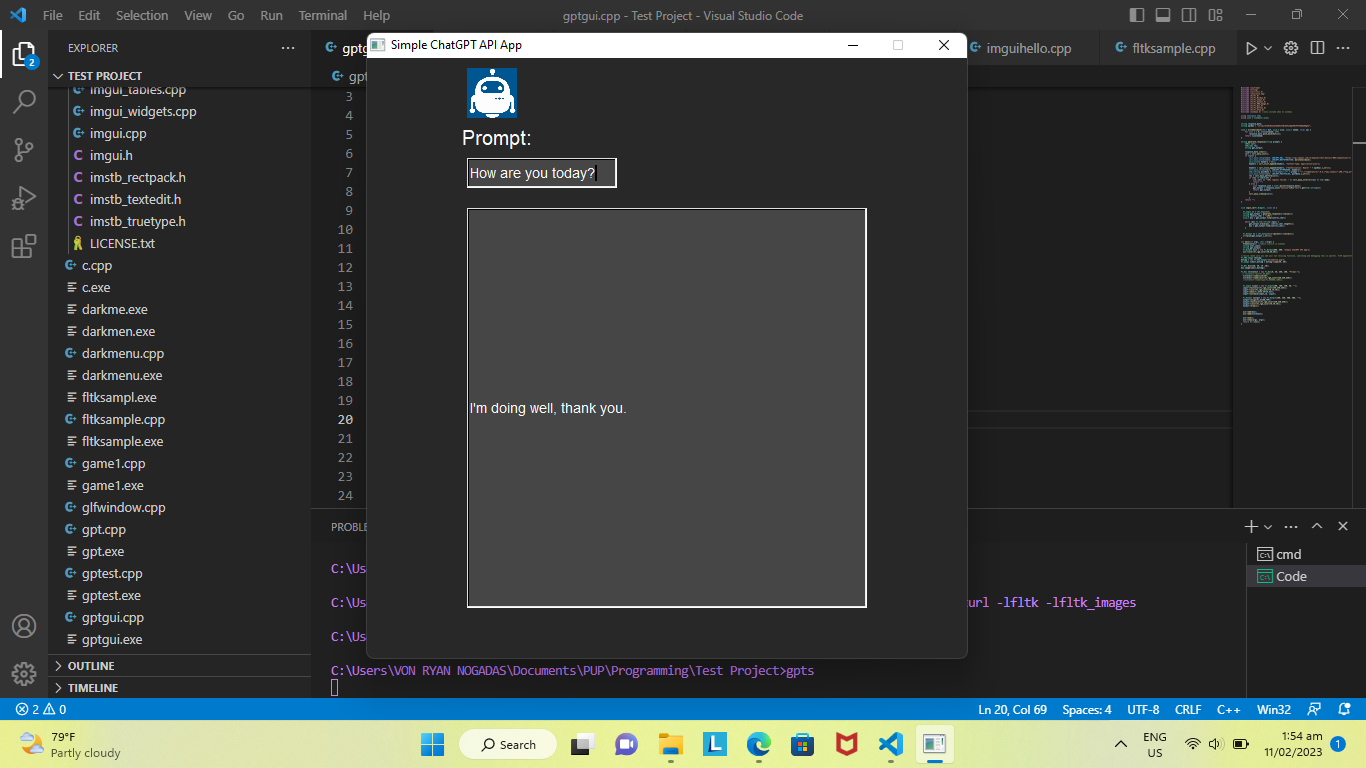 File Edit Selection View Go Run Terminal Help
gptgui.cpp - Test Project - Visual Studio Code
EXPLORER
TEST PROJECT
imgui_tables.cpp
imgui_widgets.cpp
imgui.cpp
imgui.h
imstb_rectpack.h
imstb_textedit.h
imstb_truetype.h
LICENSE.txt
c.cpp
c.exe
darkme.exe
darkmen.exe
darkmenu.cpp
darkmenu.exe
fltksampl.exe
fltksample.cpp
fltksample.exe
game1.cpp
game1.exe
glfwindow.cpp
gpt.cpp
gpt.exe
gptest.cpp
gptest.exe
gptgui.cpp
gptgui.exe
OUTLINE
TIMELINE
2
imguihello.cpp
fltksample.cpp
3
4
5
6
7
8
9
10
11
12
13
14
15
16
17
18
19
20
21
22
23
24
Simple ChatGPT API App
Prompt:
How are you today?
I'm doing well, thank you.
C:\Us
C:\Us
url -lfltk -lfltk_images
C:\Us
C:\Users\VON RYAN NOGADAS\Documents\PUP\Programming\Test Project>gpts
cmd
Code
2 0
Ln 20, Col 69 Spaces: 4 UTF-8 CRLF C++ Win32
79°F
Partly cloudy
Search
ENG
US
1:54 am
11/02/2023
1